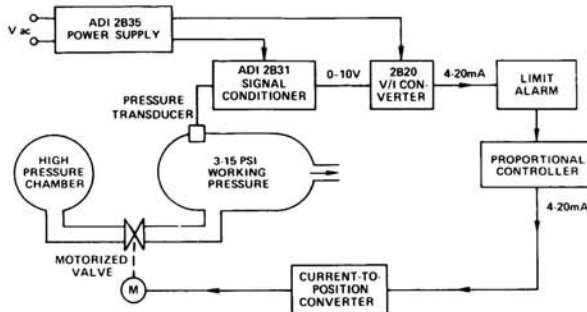 V ac
ADI 2B35
POWER SUPPLY
ADI 2B31
SIGNAL
CONDITIONER
0-10V
2B20
V/I CON-
VERTER
4-20mA
LIMIT
ALARM
PRESSURE
TRANSDUCER
HIGH
PRESSURE
CHAMBER
3-15 PSI
WORKING
PRESSURE
PROPORTIONAL
CONTROLLER
4-20mA
MOTORIZED
VALVE
M
CURRENT-TO-
POSITION
CONVERTER